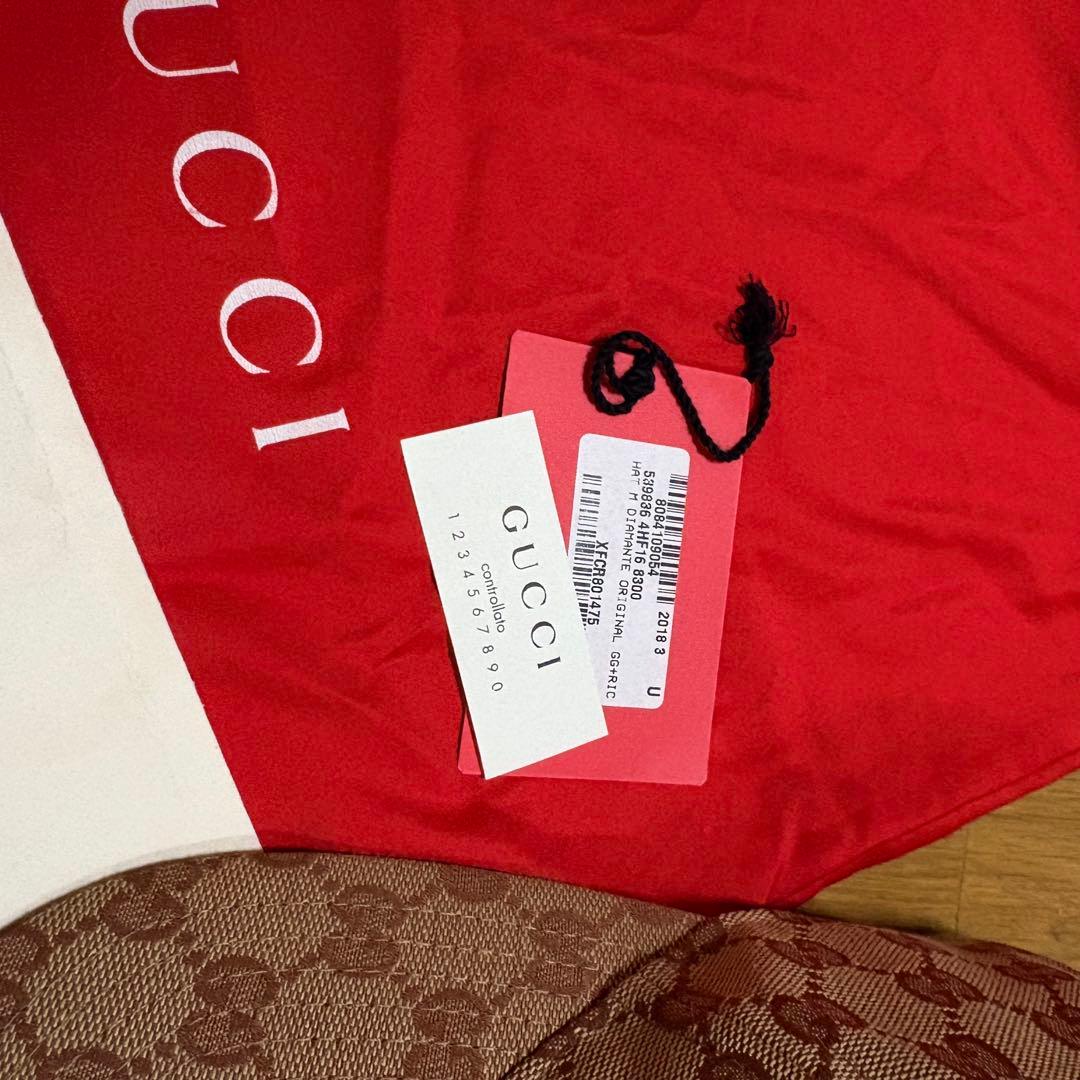 UCCI
GUCCI
controllato
1 2 3 4 5 6 7 8 9 0
8084109054 2018 3
539836 4HF16 8300 U
HAT M DIAMANTE ORIGINAL GG+RIC
XFCR801475